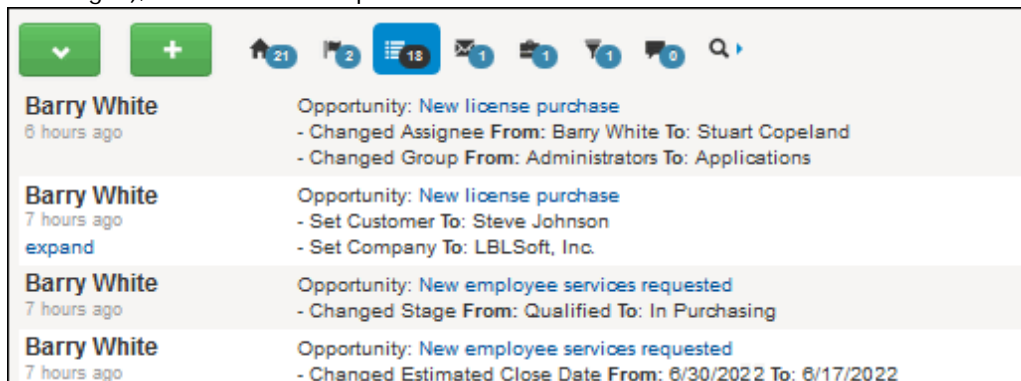 21 2 18 1 1 1 0
Barry White
6 hours ago
Opportunity: New license purchase
- Changed Assignee From: Barry White To: Stuart Copeland
- Changed Group From: Administrators To: Applications
Barry White
7 hours ago
expand
Opportunity: New license purchase
- Set Customer To: Steve Johnson
- Set Company To: LBLSoft, Inc.
Barry White
7 hours ago
Opportunity: New employee services requested
- Changed Stage From: Qualified To: In Purchasing
Barry White
7 hours ago
Opportunity: New employee services requested
- Changed Estimated Close Date From: 6/30/2022 To: 6/17/2022